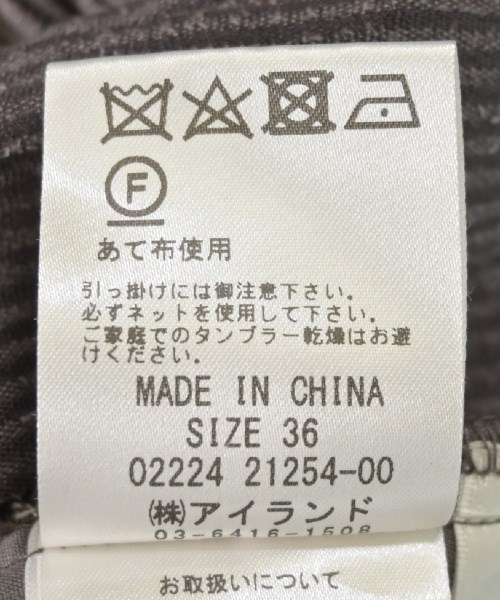 F
あて布使用
引っ掛けには御注意下さい。
必ずネットを使用して下さい。
ご家庭でのタンブラー乾燥はお避
けください。
MADE IN CHINA
SIZE 36
02224 21254-00
㈱アイランド
03-6416-1508
お取扱いについて